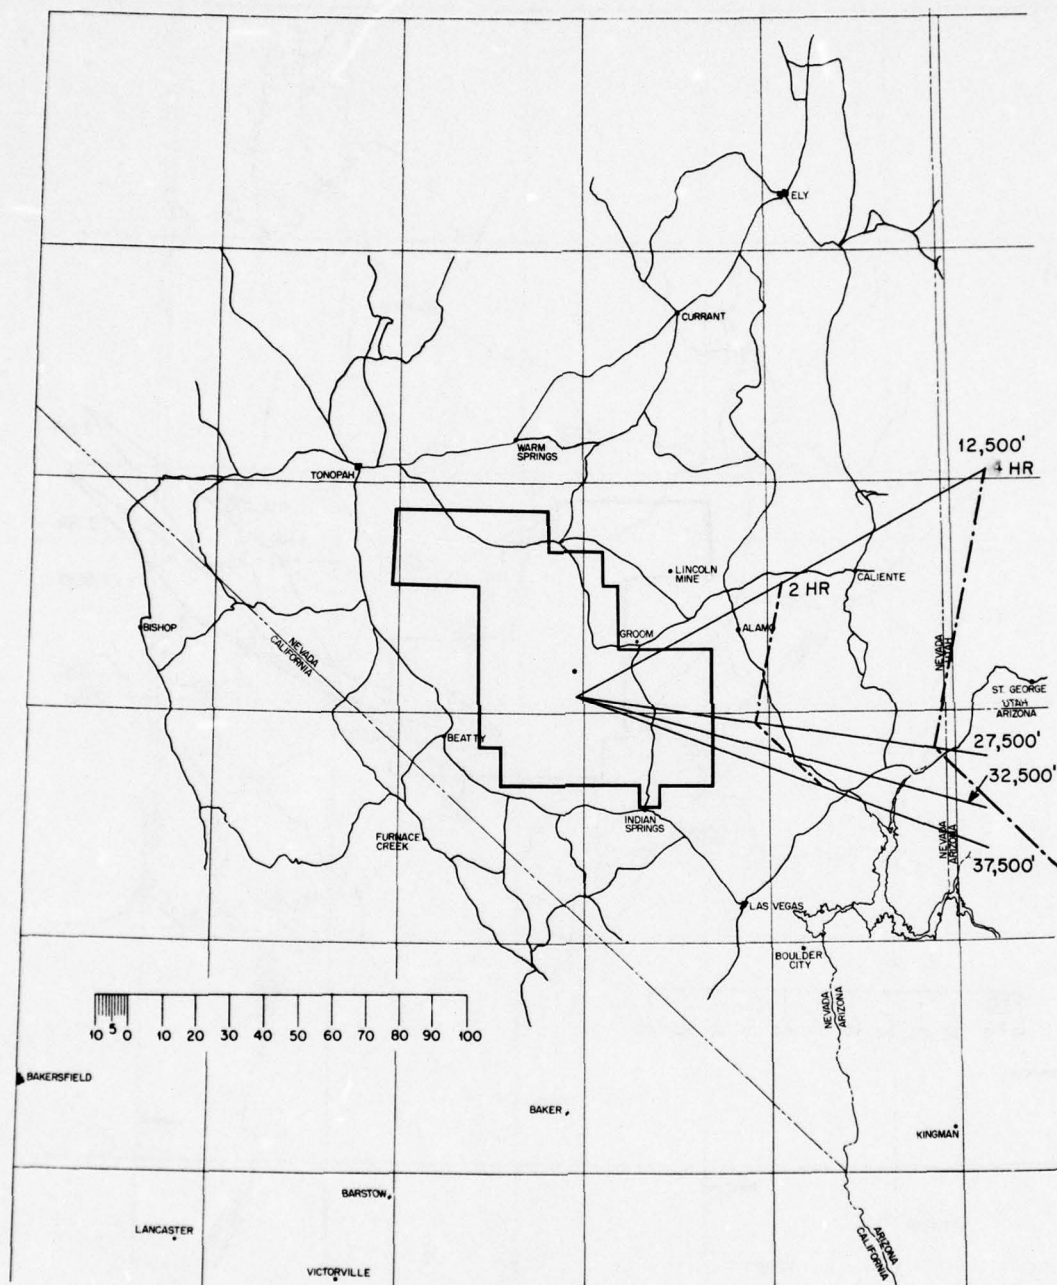 ELY
CURRANT
WARM
SPRINGS
TONOPAH
12,500'
4 HR
LINCOLN
MINE
CALIENTE
2 HR
BISHOP
NEVADA
CALIFORNIA
GROOM
ALAMO
NEVADA
UTAH
ST. GEORGE
UTAH
ARIZONA
BEATTY
27,500'
32,500'
INDIAN
SPRINGS
FURNACE
CREEK
NEVADA
ARIZONA
37,500'
LAS VEGAS
BOULDER
CITY
NEVADA
ARIZONA
10 5 0 10 20 30 40 50 60 70 80 90 100
BAKERSFIELD
BAKER
KINGMAN
BARSTOW
LANCASTER
ARIZONA
CALIFORNIA
VICTORVILLE